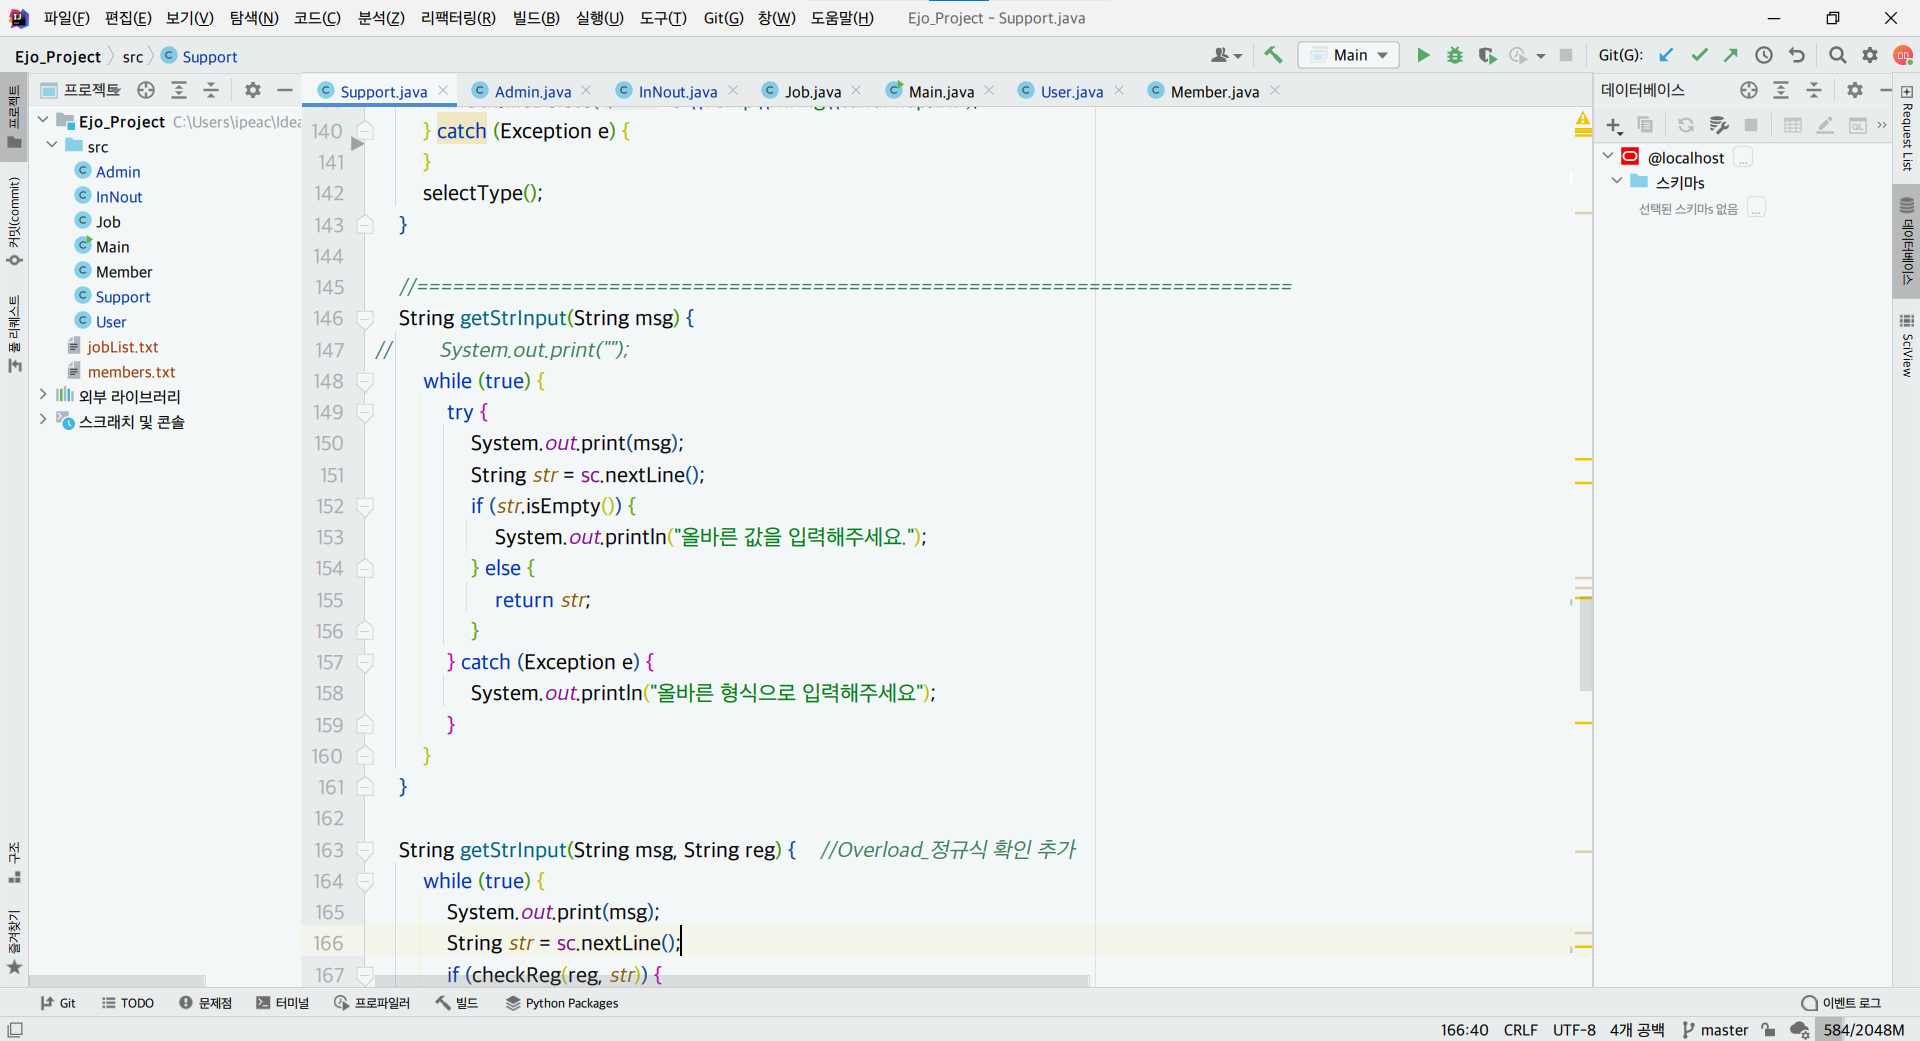 파일(F) 편집(E) 보기(V) 탐색(N) 코드(C) 분석(Z) 리팩터링(R) 빌드(B) 실행(U) 도구(T) Git(G) 창(W) 도움말(H) Ejo_Project - Support.java
Ejo_Project src Support Main Git(G):
프로젝트 Support.java Admin.java InNout.java Job.java Main.java User.java Member.java 데이터베이스
Ejo_Project C:\Users\ipeac\Idea
src
Admin
InNout
Job
Main
Member
Support
User
jobList.txt
members.txt
외부 라이브러리
스크래치 및 콘솔
프로젝트
커밋(commit)
풀 리퀘스트
구조
즐겨찾기
140 } catch (Exception e) {
141 }
142 selectType();
143 }
144
145 //=========================================================================
146 String getStrInput(String msg) {
147 // System.out.print("");
148 while (true) {
149 try {
150 System.out.print(msg);
151 String str = sc.nextLine();
152 if (str.isEmpty()) {
153 System.out.println("올바른 값을 입력해주세요.");
154 } else {
155 return str;
156 }
157 } catch (Exception e) {
158 System.out.println("올바른 형식으로 입력해주세요");
159 }
160 }
161 }
162
163 String getStrInput(String msg, String reg) { //Overload_정규식 확인 추가
164 while (true) {
165 System.out.print(msg);
166 String str = sc.nextLine();
167 if (checkReg(reg, str)) {
@localhost ...
스키마s
선택된 스키마s 없음 ...
Request List
데이터베이스
SciView
Git TODO 문제점 터미널 프로파일러 빌드 Python Packages 이벤트 로그
166:40 CRLF UTF-8 4개 공백 master 584/2048M